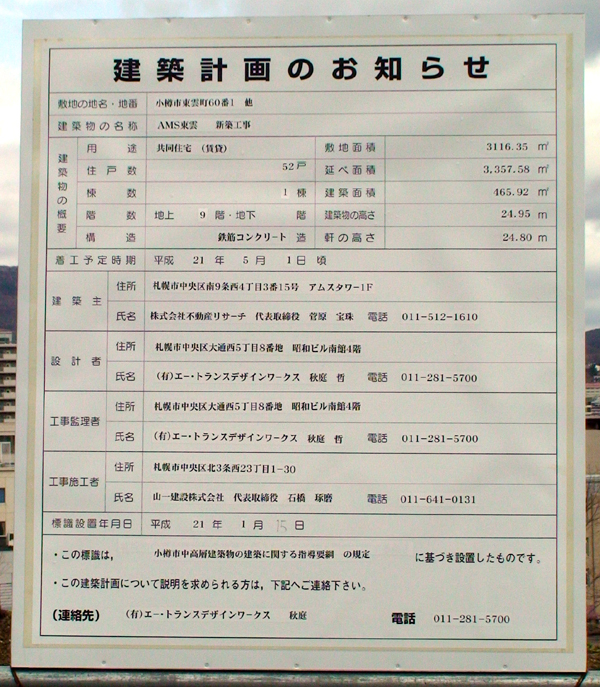 建築計画のお知らせ
敷地の地名・地番 小樽市東雲町60番1 他
建築物の名称 AMS東雲 新築工事
建築物の概要
用途 共同住宅 (賃貸) 敷地面積 3116.35 ㎡
住戸数 52戸 延べ面積 3,357.58 ㎡
棟数 1 棟 建築面積 465.92 ㎡
階数 地上 9 階・地下 階 建築物の高さ 24.95 m
構造 鉄筋コンクリート 造 軒の高さ 24.80 m
着工予定時期 平成 21 年 5 月 1 日 頃
建築主 住所 札幌市中央区南9条西4丁目3番15号 アムスタワー1F
氏名 株式会社不動産リサーチ 代表取締役 菅原 宝珠 電話 011-512-1610
設計者 住所 札幌市中央区大通西5丁目8番地 昭和ビル南館4階
氏名 (有)エー・トランスデザインワークス 秋庭 哲 電話 011-281-5700
工事監理者 住所 札幌市中央区大通西5丁目8番地 昭和ビル南館4階
氏名 (有)エー・トランスデザインワークス 秋庭 哲 電話 011-281-5700
工事施工者 住所 札幌市中央区北3条西23丁目1-30
氏名 山一建設株式会社 代表取締役 石橋 琢磨 電話 011-641-0131
標識設置年月日 平成 21 年 1 月 15 日
・この標識は, 小樽市中高層建築物の建築に関する指導要綱 の規定 に基づき設置したものです。
・この建築計画について説明を求められる方は, 下記へご連絡下さい。
(連絡先) (有)エー・トランスデザインワークス 秋庭 電話 011-281-5700